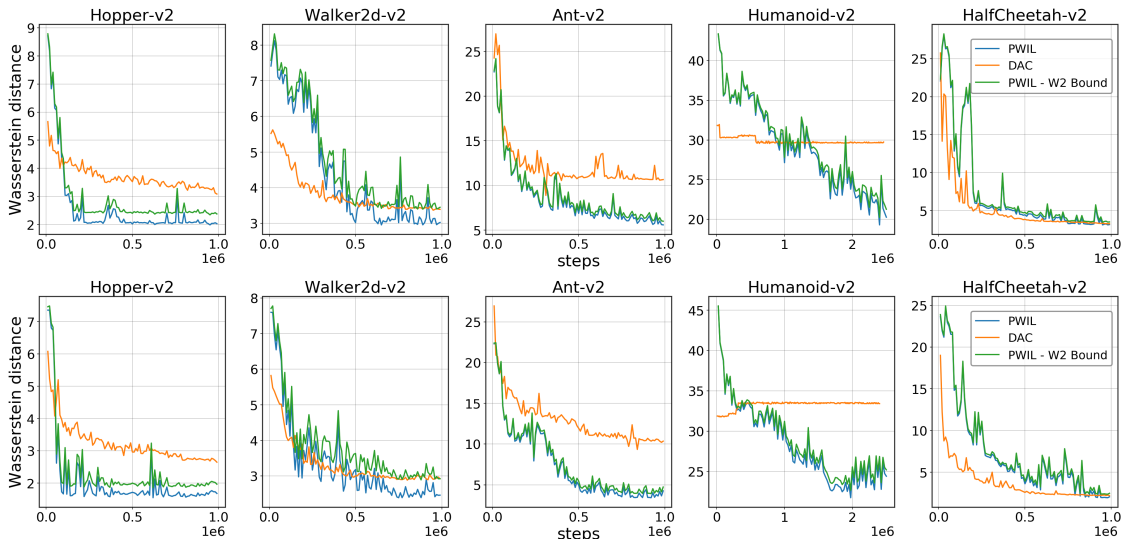 Hopper-v2
Walker2d-v2
Ant-v2
Humanoid-v2
HalfCheetah-v2
Wasserstein distance
9
8
7
6
5
4
3
2
0.0 0.5 1.0
1e6
8
7
6
5
4
3
0.0 0.5 1.0
1e6
25
20
15
10
5
0.0 0.5 1.0
1e6
steps
40
35
30
25
20
0 1 2
1e6
25
20
15
10
5
0.0 0.5 1.0
1e6
PWIL
DAC
PWIL - W2 Bound
Hopper-v2
Walker2d-v2
Ant-v2
Humanoid-v2
HalfCheetah-v2
Wasserstein distance
7
6
5
4
3
2
0.0 0.5 1.0
1e6
8
7
6
5
4
3
0.0 0.5 1.0
1e6
25
20
15
10
5
0.0 0.5 1.0
1e6
steps
45
40
35
30
25
0 1 2
1e6
25
20
15
10
5
0.0 0.5 1.0
1e6
PWIL
DAC
PWIL - W2 Bound